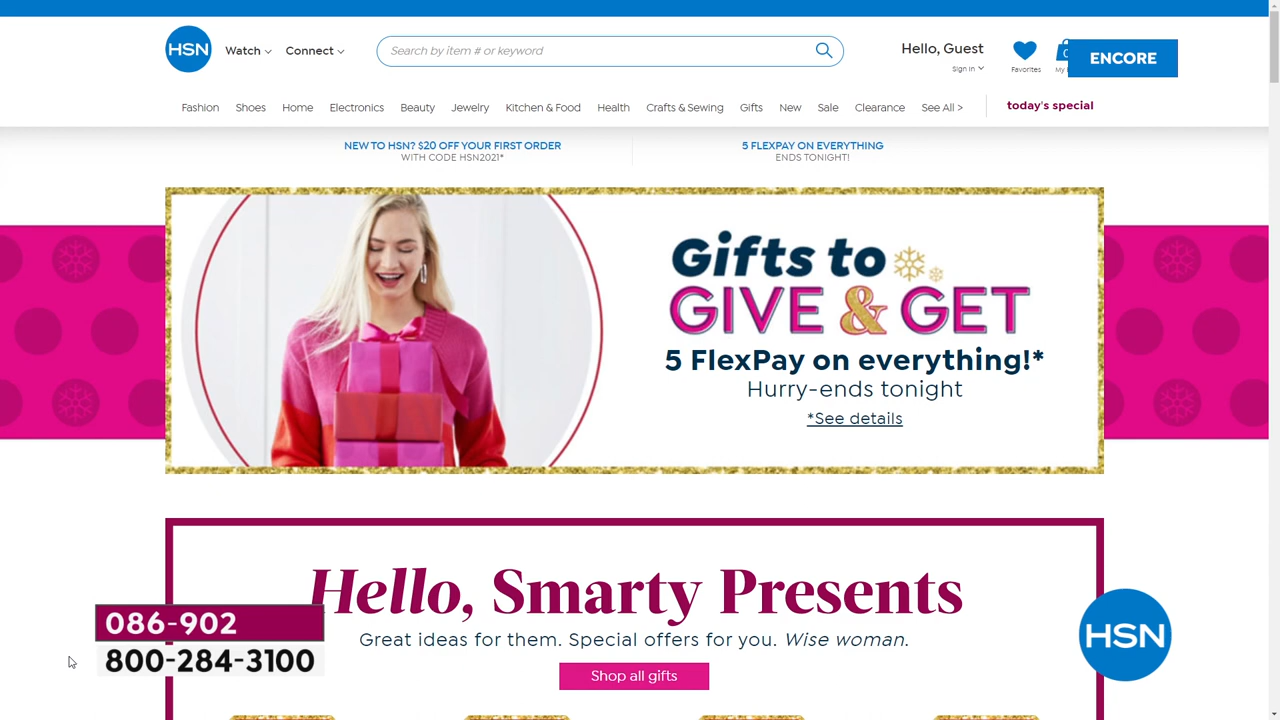 HSN
Watch
Connect
Search by item # or keyword
Hello, Guest
Sign In
Favorites
ENCORE
Fashion
Shoes
Home
Electronics
Beauty
Jewelry
Kitchen & Food
Health
Crafts & Sewing
Gifts
New
Sale
Clearance
See All >
today's special
NEW TO HSN? $20 OFF YOUR FIRST ORDER
WITH CODE HSN2021*
5 FLEXPAY ON EVERYTHING
ENDS TONIGHT!
Gifts to
GIVE & GET
5 FlexPay on everything!*
Hurry-ends tonight
*See details
Hello, Smarty Presents
Great ideas for them. Special offers for you. Wise woman.
Shop all gifts
086-902
800-284-3100
HSN